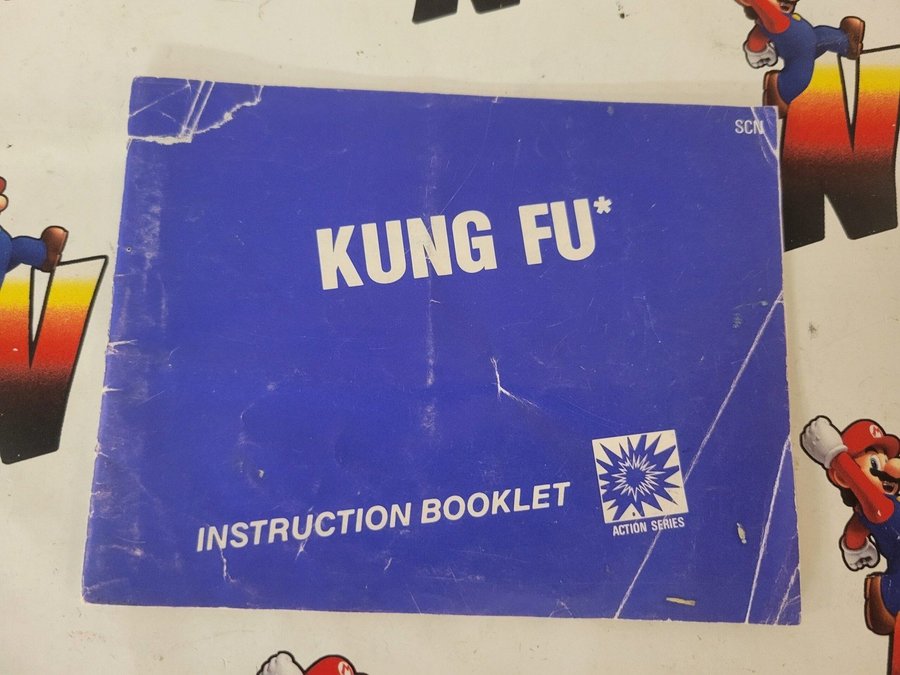 SCN
KUNG FU*
INSTRUCTION BOOKLET
ACTION SERIES
N
N
M
M